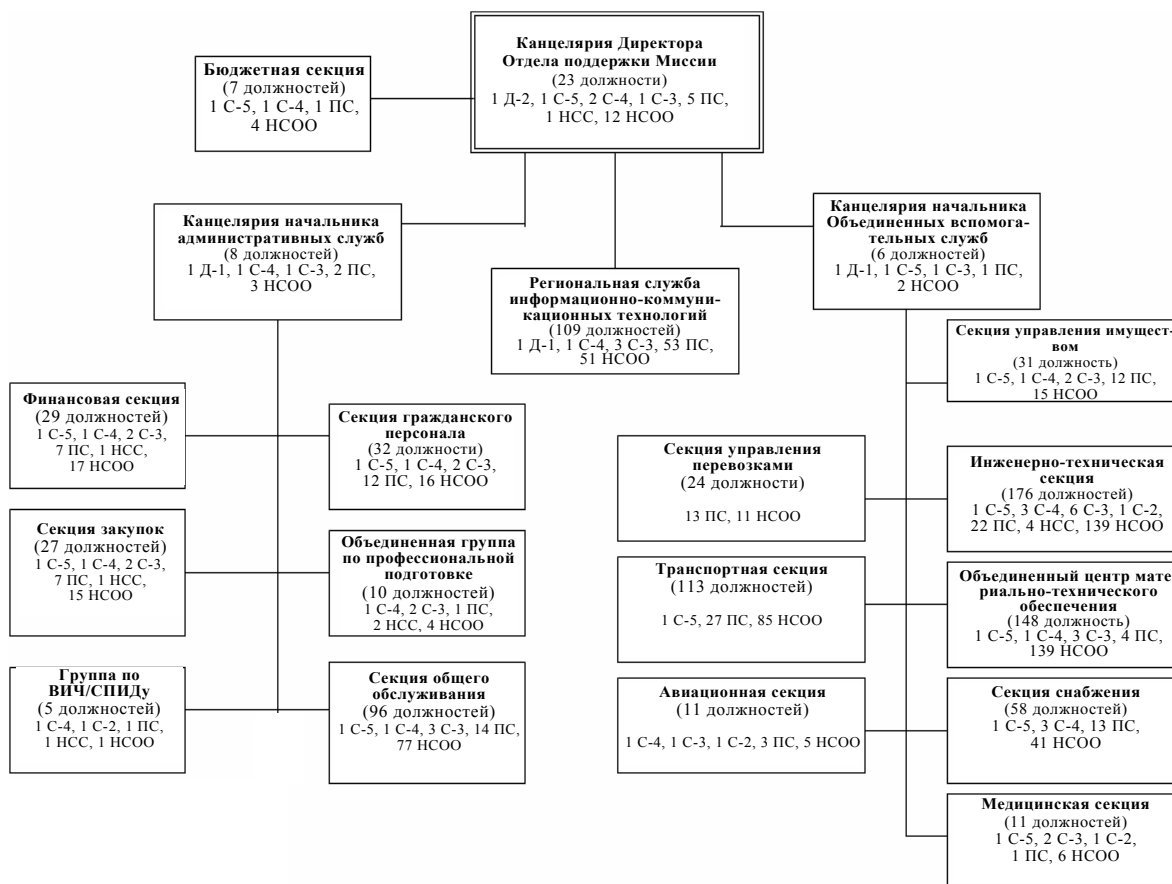 Канцелярия Директора
Отдела поддержки Миссии
(23 должности)
1 Д-2, 1 С-5, 2 С-4, 1 С-3, 5 ПС,
1 НСС, 12 НСОО
Бюджетная секция
(7 должностей)
1 С-5, 1 С-4, 1 ПС,
4 НСОО
Канцелярия начальника
административных служб
(8 должностей)
1 Д-1, 1 С-4, 1 С-3, 2 ПС,
3 НСОО
Региональная служба
информационно-коммуни-
кационных технологий
(109 должностей)
1 Д-1, 1 С-4, 3 С-3, 53 ПС,
51 НСОО
Канцелярия начальника
Объединенных вспомога-
тельных служб
(6 должностей)
1 Д-1, 1 С-5, 1 С-3, 1 ПС,
2 НСОО
Финансовая секция
(29 должностей)
1 С-5, 1 С-4, 2 С-3,
7 ПС, 1 НСС,
17 НСОО
Секция гражданского
персонала
(32 должности)
1 С-5, 1 С-4, 2 С-3,
12 ПС, 16 НСОО
Секция закупок
(27 должностей)
1 С-5, 1 С-4, 2 С-3,
7 ПС, 1 НСС,
15 НСОО
Объединенная группа
по профессиональной
подготовке
(10 должностей)
1 С-4, 2 С-3, 1 ПС,
2 НСС, 4 НСОО
Группа по
ВИЧ/СПИДу
(5 должностей)
1 С-4, 1 С-2, 1 ПС,
1 НСС, 1 НСОО
Секция общего
обслуживания
(96 должностей)
1 С-5, 1 С-4, 3 С-3, 14 ПС,
77 НСОО
Секция управления имущест-
вом
(31 должность)
1 С-5, 1 С-4, 2 С-3, 12 ПС,
15 НСОО
Секция управления
перевозками
(24 должности)
13 ПС, 11 НСОО
Инженерно-техническая
секция
(176 должностей)
1 С-5, 3 С-4, 6 С-3, 1 С-2,
22 ПС, 4 НСС, 139 НСОО
Транспортная секция
(113 должностей)
1 С-5, 27 ПС, 85 НСОО
Объединенный центр мате
риально-технического
обеспечения
(148 должность)
1 С-5, 1 С-4, 3 С-3, 4 ПС,
139 НСОО
Авиационная секция
(11 должностей)
1 С-4, 1 С-3, 1 С-2, 3 ПС, 5 НСОО
Секция снабжения
(58 должностей)
1 С-5, 3 С-4, 13 ПС,
41 НСОО
Медицинская секция
(11 должностей)
1 С-5, 2 С-3, 1 С-2,
1 ПС, 6 НСОО